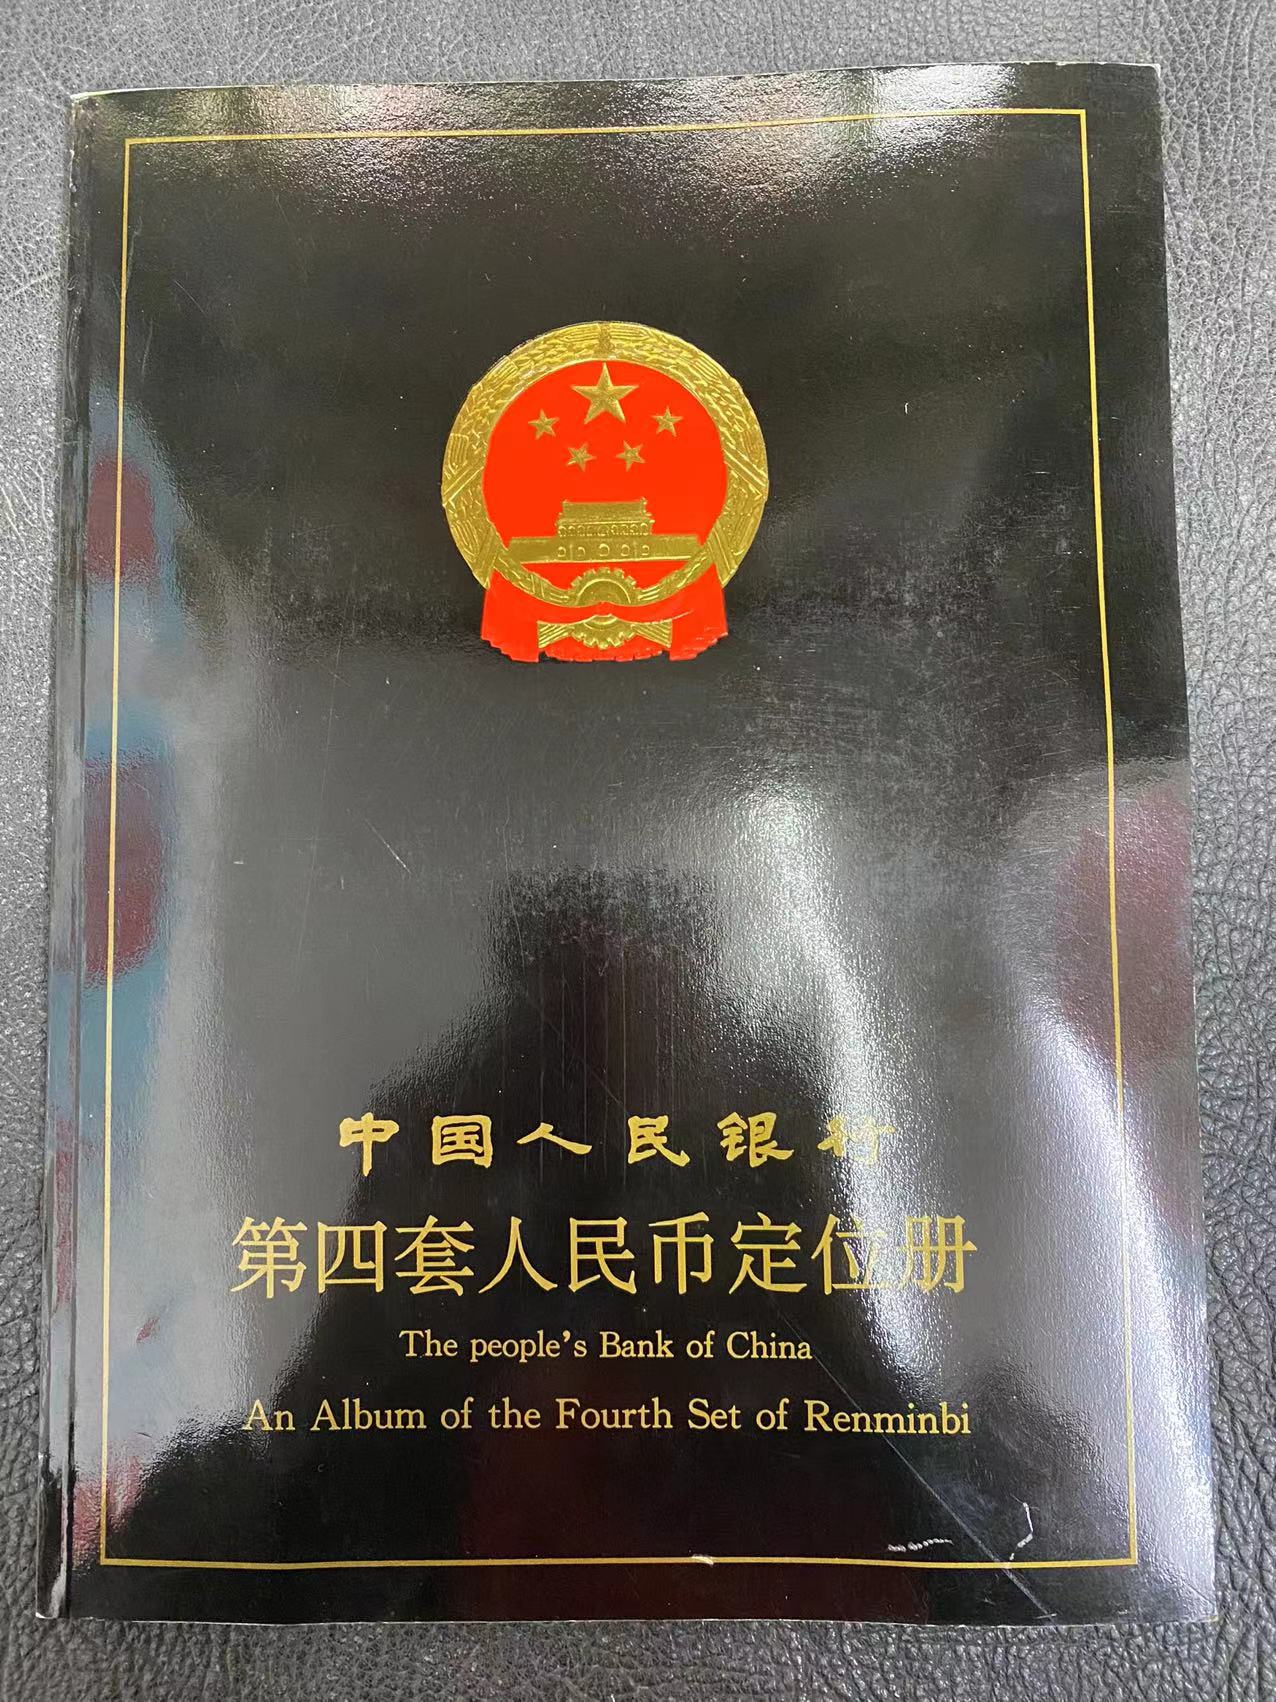 中国人民银行
第四套人民币定位册
The people's Bank of China
An Album of the Fourth Set of Renminbi